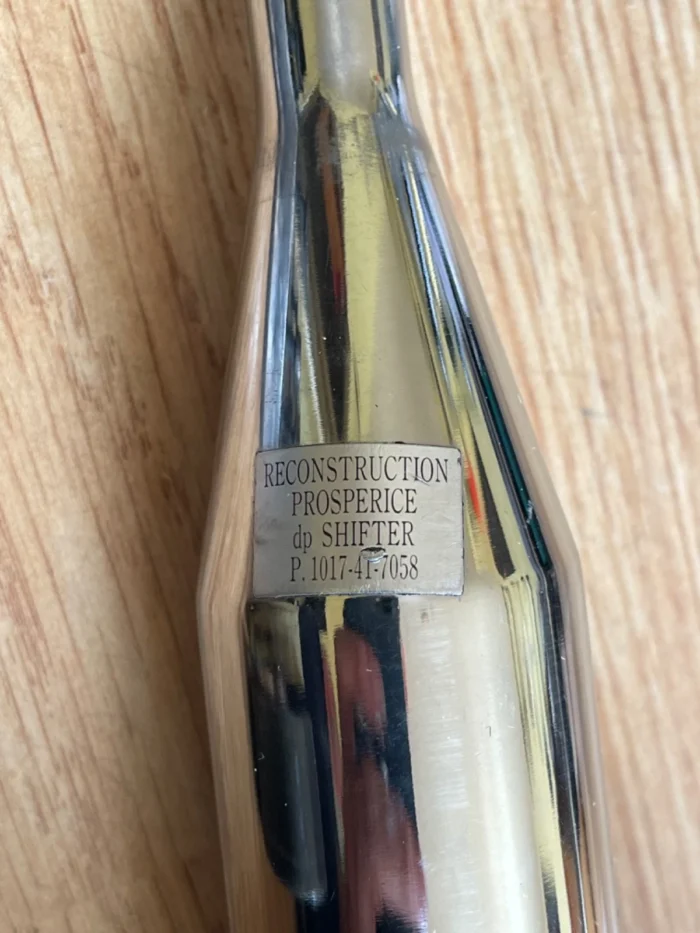 RECONSTRUCTION
PROSPERICE
dp SHIFTER
P. 1017-41-7058